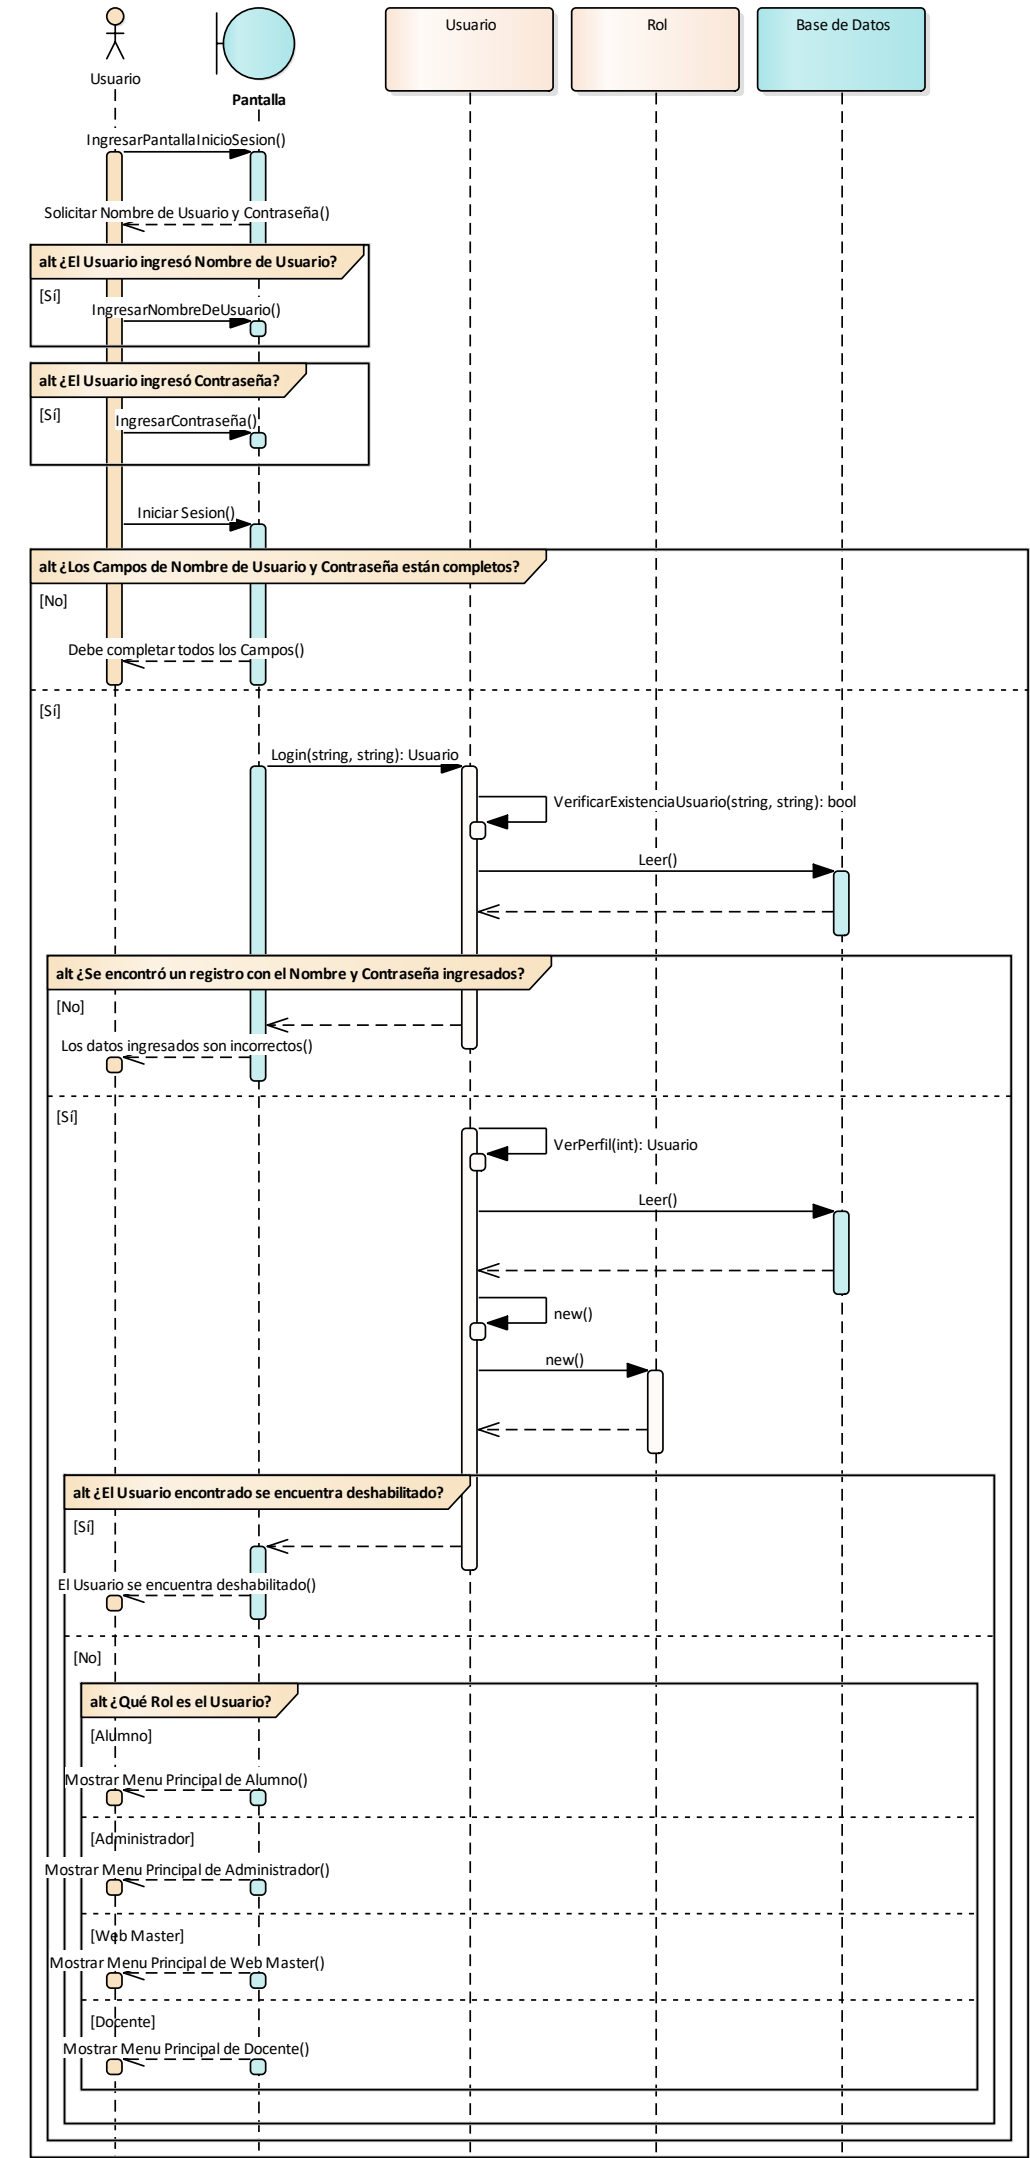 Usuario
Pantalla
Usuario
Rol
Base de Datos
IngresarPantallaInicioSesion()
Solicitar Nombre de Usuario y Contraseña()
alt ¿El Usuario ingresó Nombre de Usuario?
[Sí]
IngresarNombreDeUsuario()
alt ¿El Usuario ingresó Contraseña?
[Sí]
IngresarContraseña()
Iniciar Sesion()
alt ¿Los Campos de Nombre de Usuario y Contraseña están completos?
[No]
Debe completar todos los Campos()
[Sí]
Login(string, string): Usuario
VerificarExistenciaUsuario(string, string): bool
Leer()
alt ¿Se encontró un registro con el Nombre y Contraseña ingresados?
[No]
Los datos ingresados son incorrectos()
[Sí]
VerPerfil(int): Usuario
Leer()
new()
new()
alt ¿El Usuario encontrado se encuentra deshabilitado?
[Sí]
El Usuario se encuentra deshabilitado()
[No]
alt ¿Qué Rol es el Usuario?
[Alumno]
Mostrar Menu Principal de Alumno()
[Administrador]
Mostrar Menu Principal de Administrador()
[Web Master]
Mostrar Menu Principal de Web Master()
[Docente]
Mostrar Menu Principal de Docente()